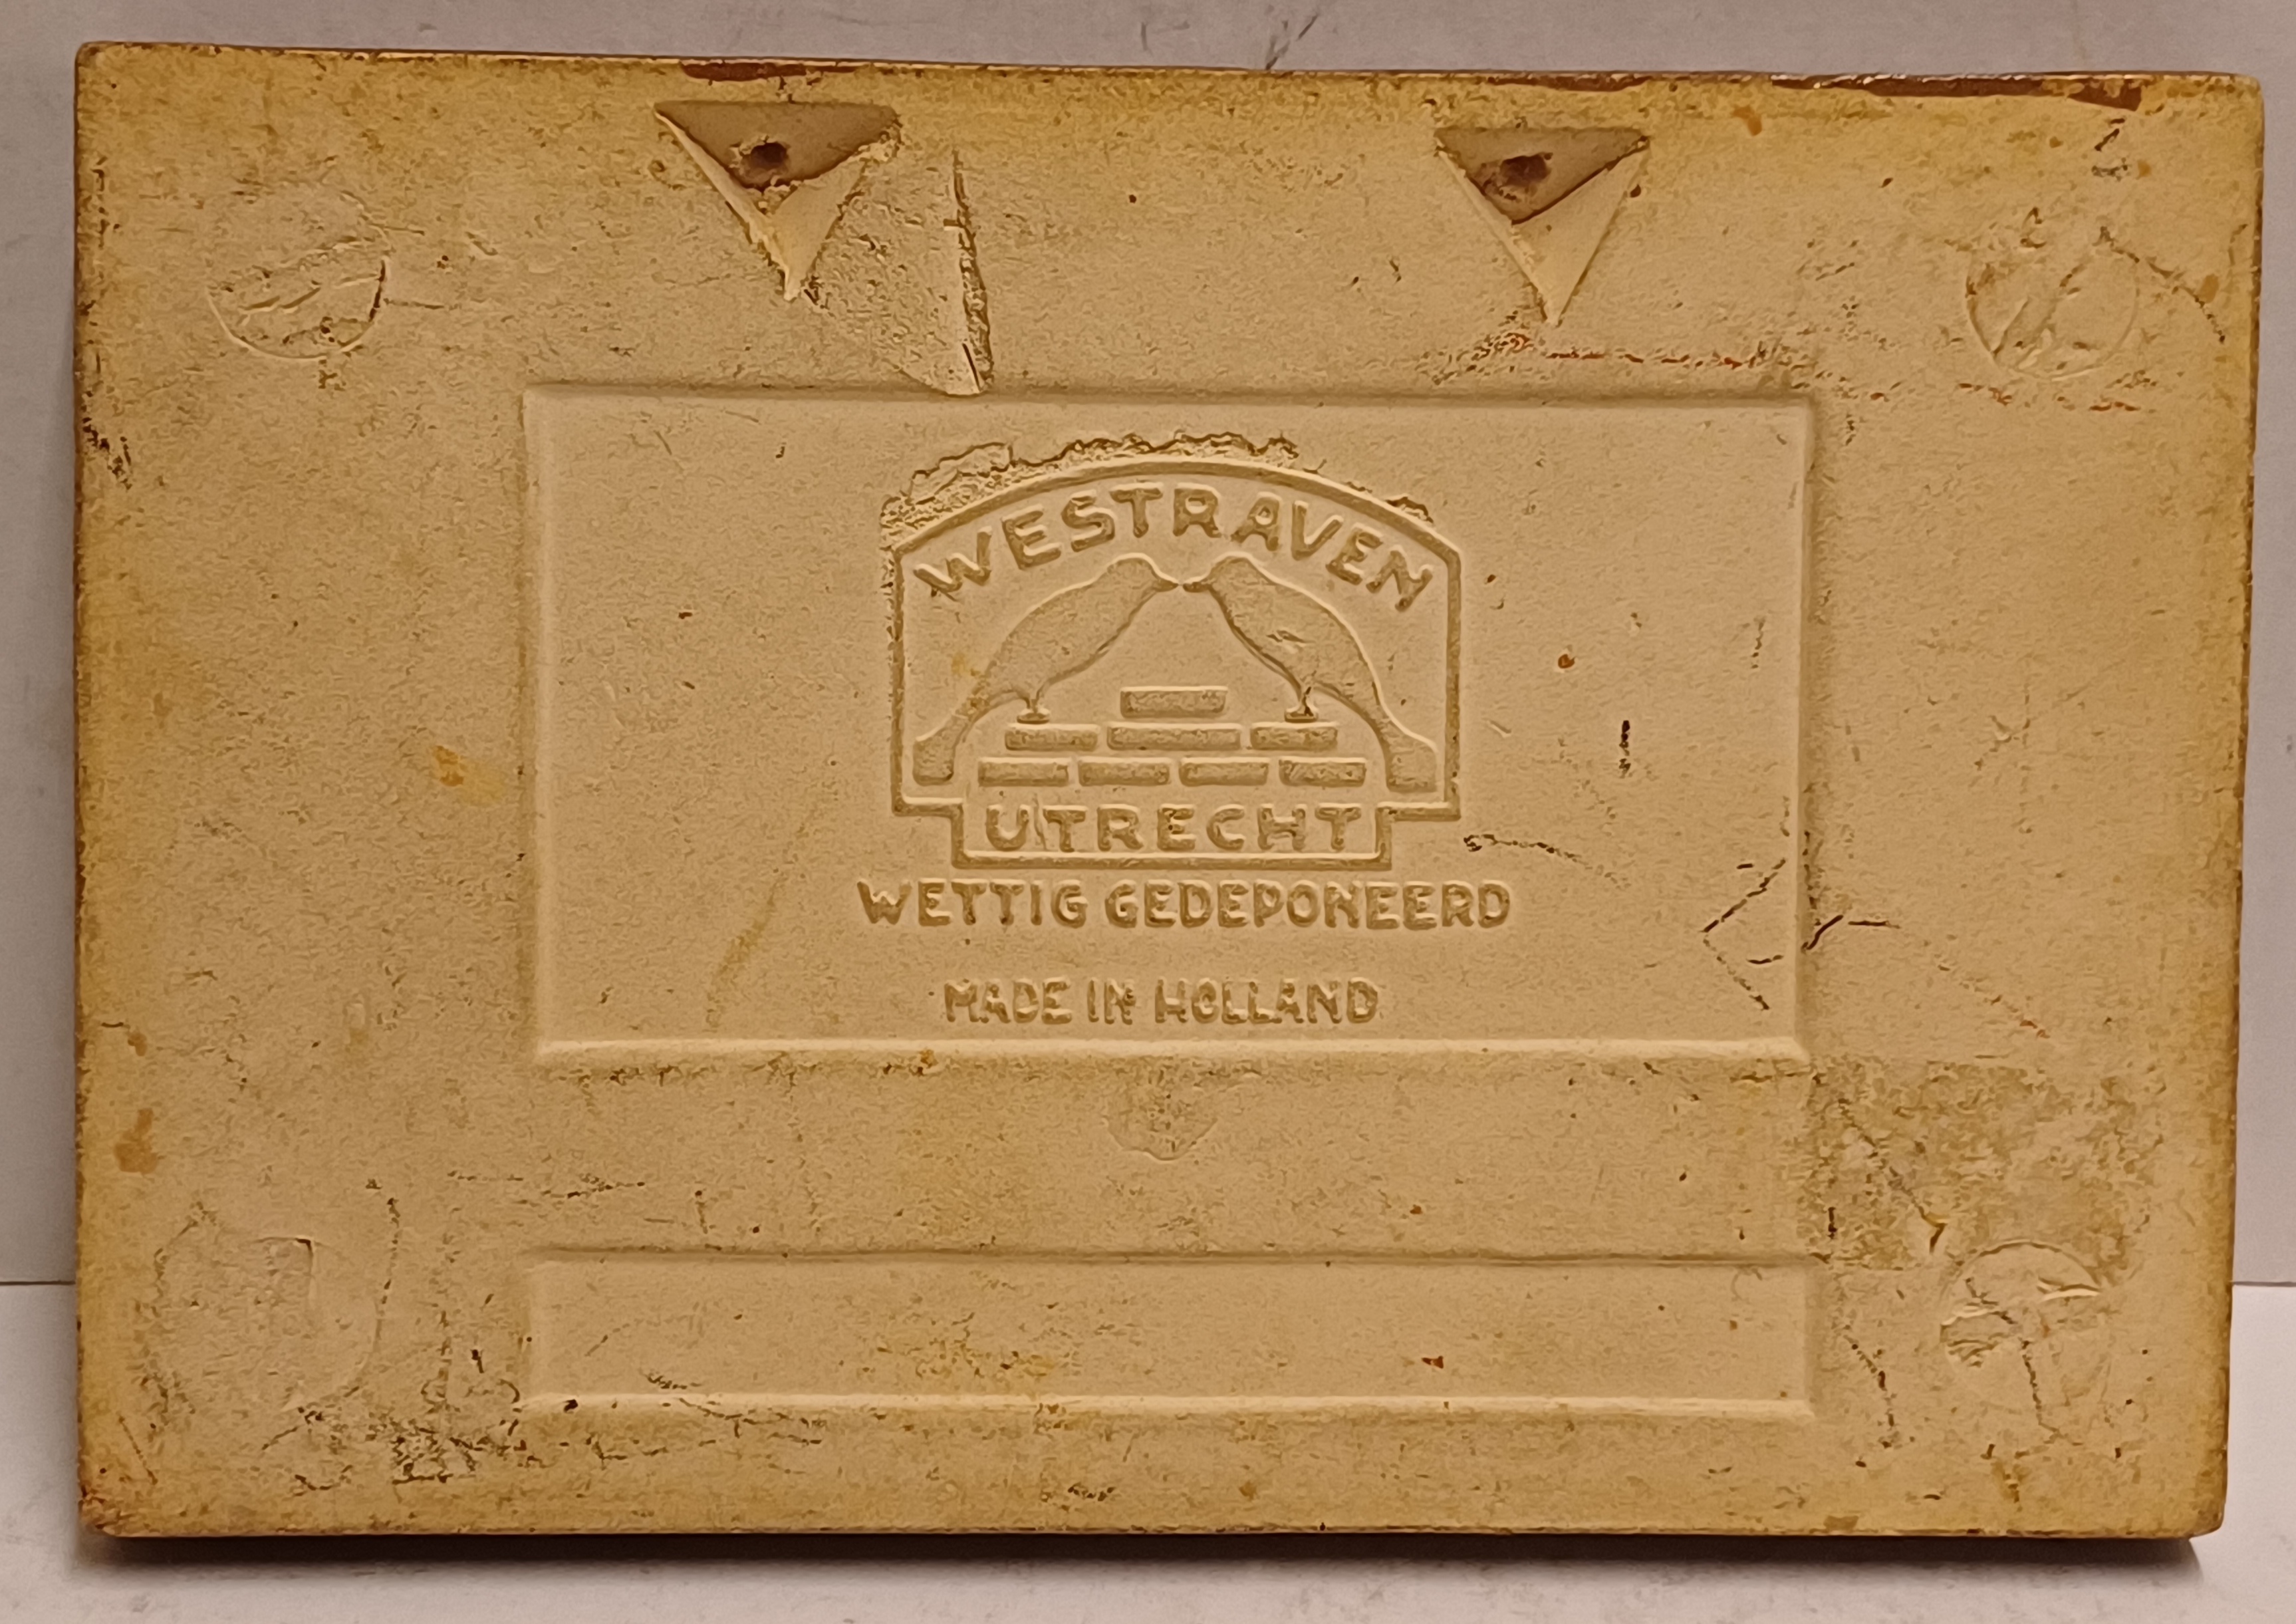 WESTRAVEN
UTRECHT
WETTIG GEDEPONEERD
MADE IN HOLLAND